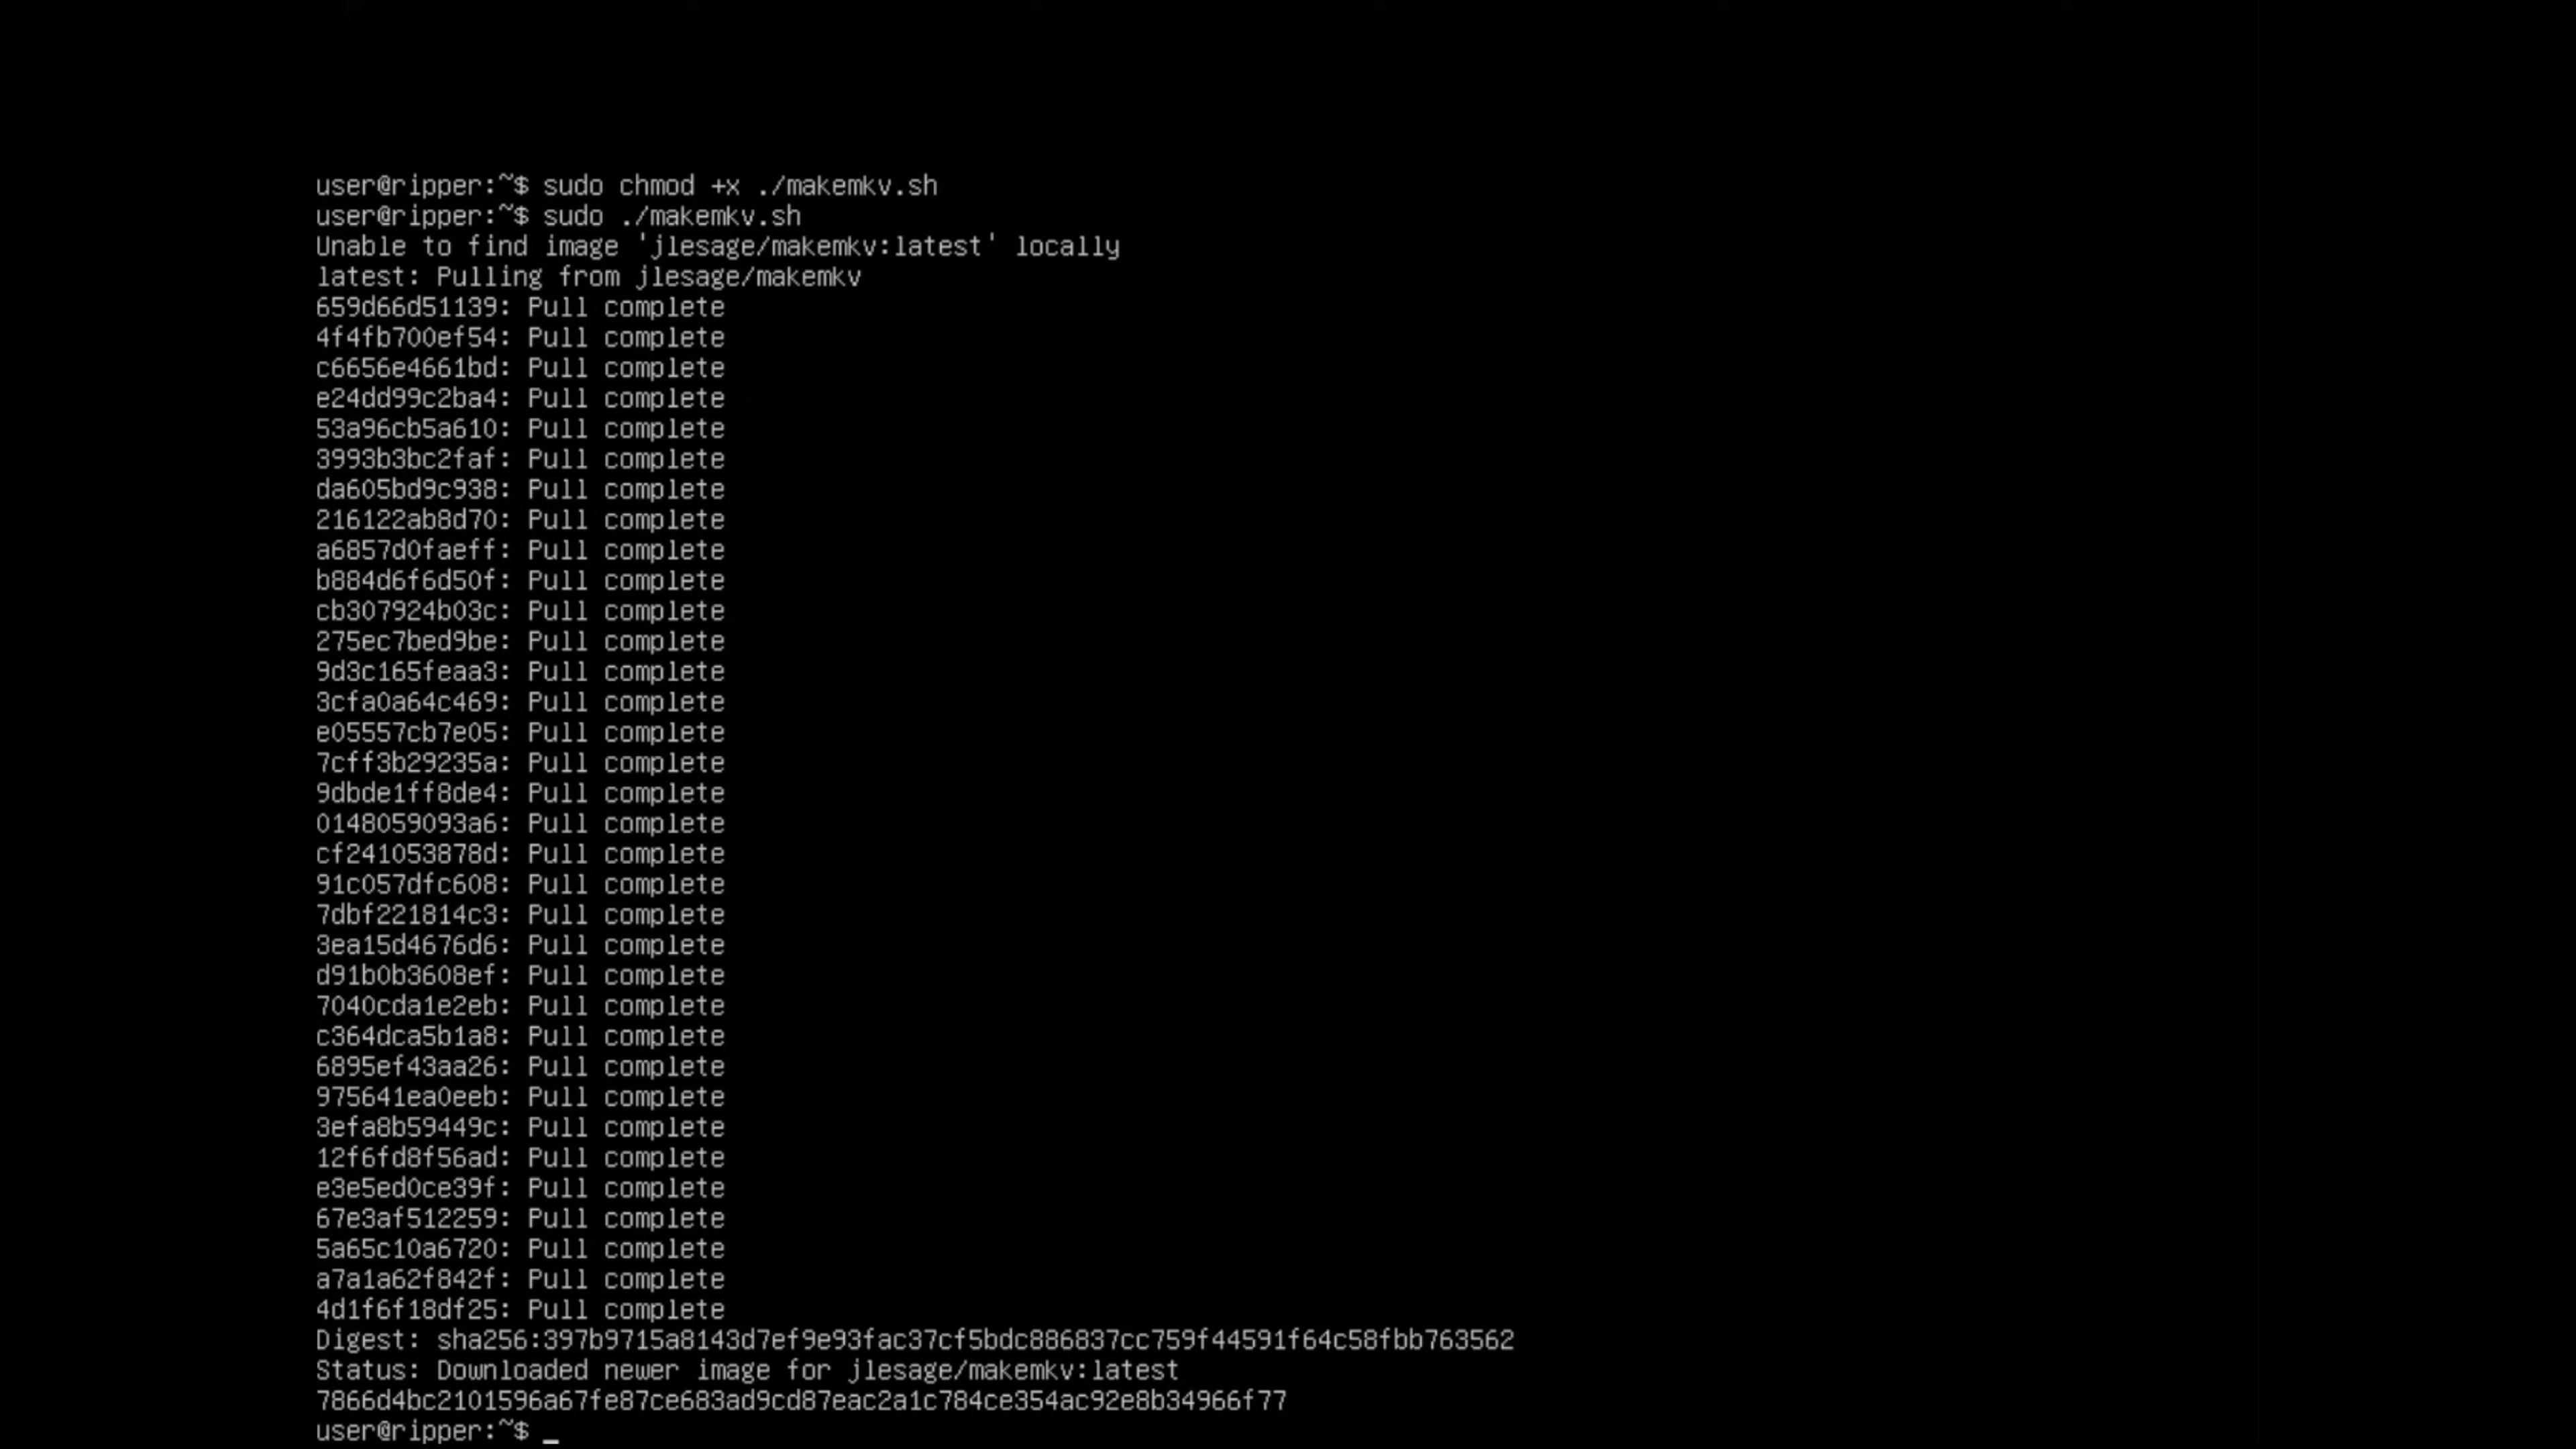 user@ripper:~$ sudo chmod +x ./makemkv.sh
user@ripper:~$ sudo ./makemkv.sh
Unable to find image 'jlesage/makemkv:latest' locally
latest: Pulling from jlesage/makemkv
659d66d51139: Pull complete
4f4fb700ef54: Pull complete
c6656e4661bd: Pull complete
e24dd99c2ba4: Pull complete
53a96cb5a610: Pull complete
3993b3bc2faf: Pull complete
da605bd9c938: Pull complete
216122ab8d70: Pull complete
a6857d0faeff: Pull complete
b884d6f6d50f: Pull complete
cb307924b03c: Pull complete
275ec7bed9be: Pull complete
9d3c165feaa3: Pull complete
3cfa0a64c469: Pull complete
e05557cb7e05: Pull complete
7cff3b29235a: Pull complete
9dbde1ff8de4: Pull complete
0148059093a6: Pull complete
cf241053878d: Pull complete
91c057dfc608: Pull complete
7dbf221814c3: Pull complete
3ea15d4676d6: Pull complete
d91b0b3608ef: Pull complete
7040cda1e2eb: Pull complete
c364dca5b1a8: Pull complete
6895ef43aa26: Pull complete
975641ea0eeb: Pull complete
3efa8b59449c: Pull complete
12f6fd8f56ad: Pull complete
e3e5ed0ce39f: Pull complete
67e3af512259: Pull complete
5a65c10a6720: Pull complete
a7a1a62f842f: Pull complete
4d1f6f18df25: Pull complete
Digest: sha256:397b9715a8143d7ef9e93fac37cf5bdc886837cc759f44591f64c58fbb763562
Status: Downloaded newer image for jlesage/makemkv:latest
7866d4bc2101596a67fe87ce683ad9cd87eac2a1c784ce354ac92e8b34966f77
user@ripper:~$ _